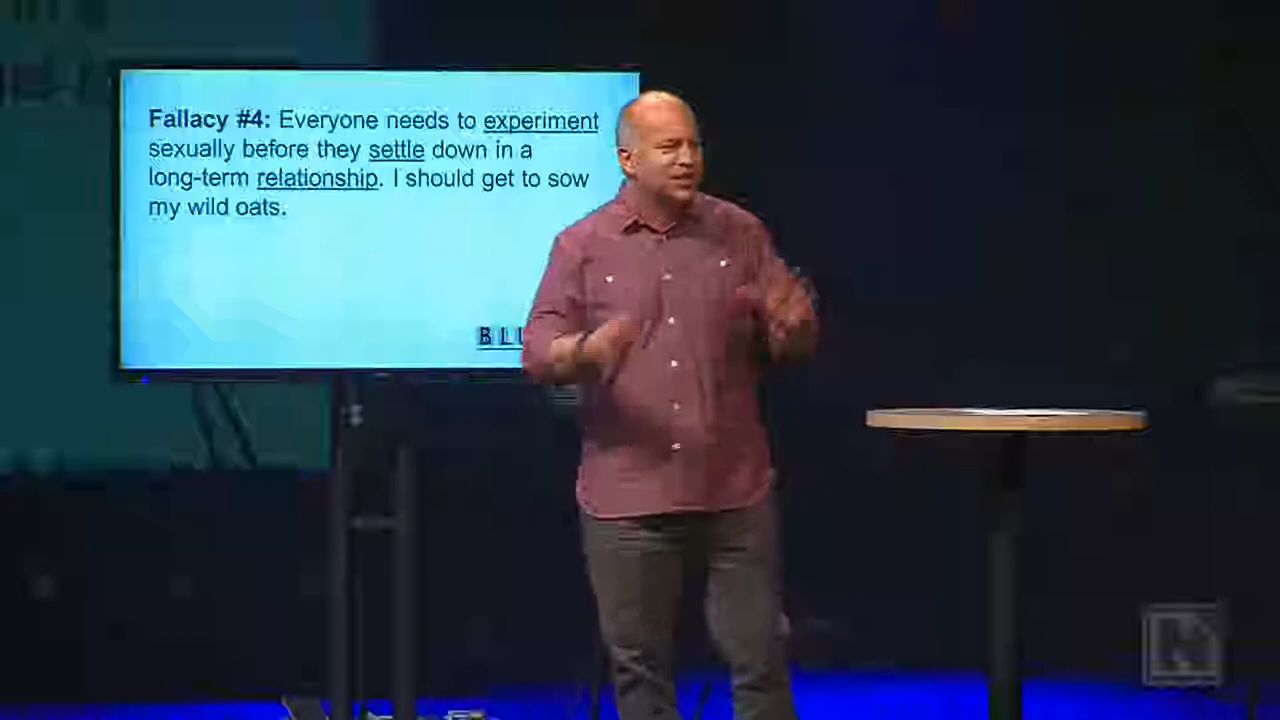 Fallacy #4: Everyone needs to experiment
sexually before they settle down in a
long-term relationship. I should get to sow
my wild oats.